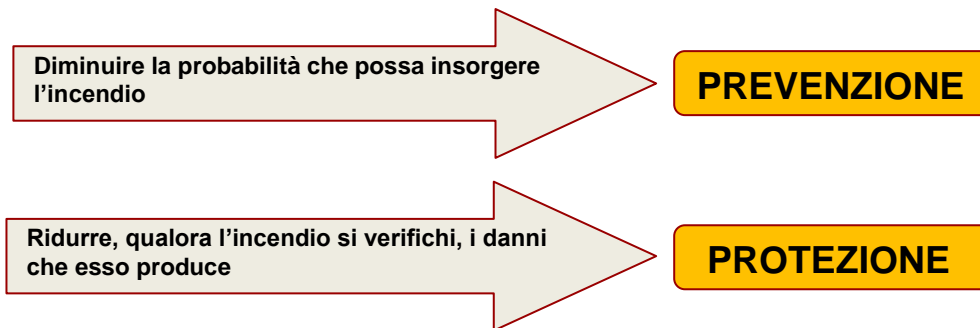 Diminuire la probabilità che possa insorgere
l’incendio
PREVENZIONE
Ridurre, qualora l’incendio si verifichi, i danni
che esso produce
PROTEZIONE